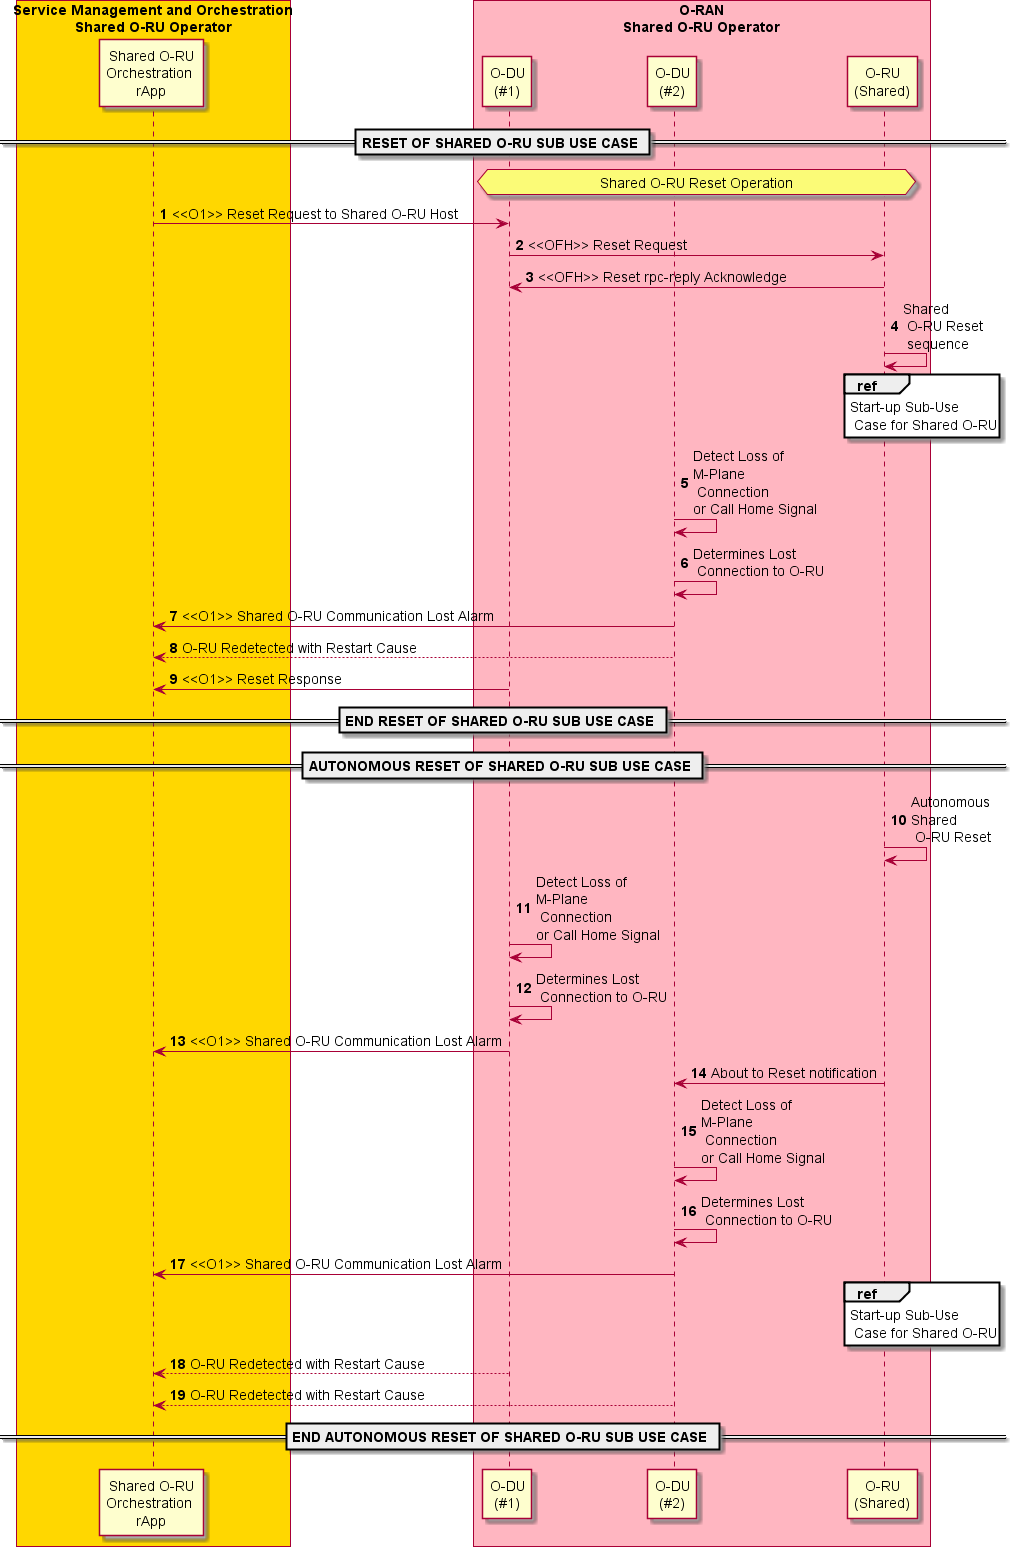 Service Management and Orchestration
Shared O-RU Operator
O-RAN
Shared O-RU Operator
Shared O-RU
Orchestration
rApp
O-DU
(#1)
O-DU
(#2)
O-RU
(Shared)
RESET OF SHARED O-RU SUB USE CASE
Shared O-RU Reset Operation
1 <<O1>> Reset Request to Shared O-RU Host
2 <<OFH>> Reset Request
3 <<OFH>> Reset rpc-reply Acknowledge
Shared
4 O-RU Reset
sequence
ref
Start-up Sub-Use
Case for Shared O-RU
Detect Loss of
M-Plane
5 Connection
or Call Home Signal
Determines Lost
6 Connection to O-RU
7 <<O1>> Shared O-RU Communication Lost Alarm
8 O-RU Redetected with Restart Cause
9 <<O1>> Reset Response
END RESET OF SHARED O-RU SUB USE CASE
AUTONOMOUS RESET OF SHARED O-RU SUB USE CASE
Autonomous
10 Shared
O-RU Reset
Detect Loss of
M-Plane
11 Connection
or Call Home Signal
Determines Lost
12 Connection to O-RU
13 <<O1>> Shared O-RU Communication Lost Alarm
14 About to Reset notification
Detect Loss of
M-Plane
15 Connection
or Call Home Signal
Determines Lost
16 Connection to O-RU
17 <<O1>> Shared O-RU Communication Lost Alarm
ref
Start-up Sub-Use
Case for Shared O-RU
18 O-RU Redetected with Restart Cause
19 O-RU Redetected with Restart Cause
END AUTONOMOUS RESET OF SHARED O-RU SUB USE CASE
Shared O-RU
Orchestration
rApp
O-DU
(#1)
O-DU
(#2)
O-RU
(Shared)